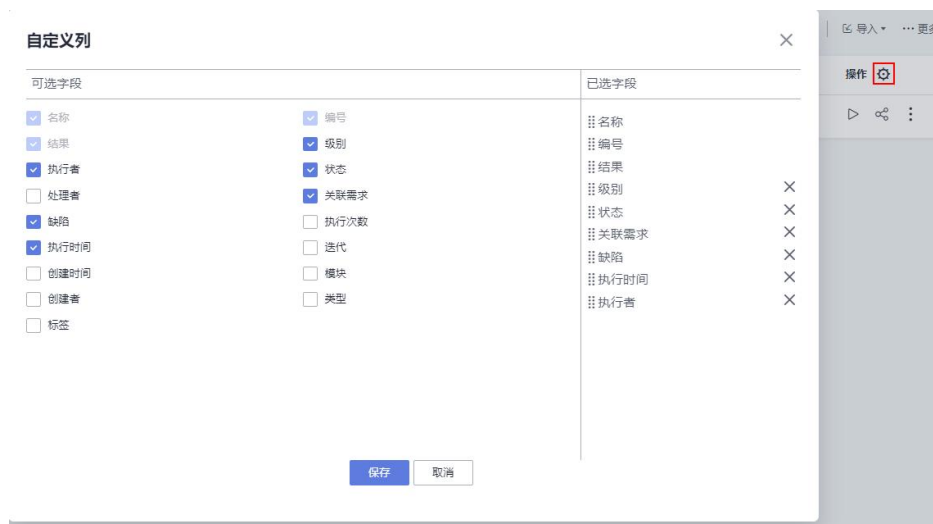 自定义列
导入
··· 更多
操作
可选字段
已选字段
名称
编号
结果
级别
执行者
状态
处理者
关联需求
缺陷
执行次数
执行时间
迭代
创建时间
模块
创建者
类型
标签
名称
编号
结果
级别
状态
关联需求
缺陷
执行时间
执行者
保存
取消